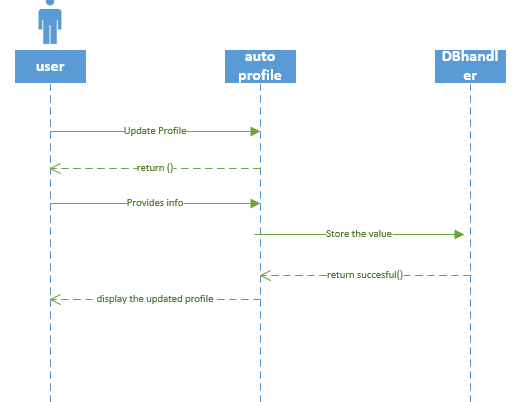 user
auto
profile
DBhandl
er
Update Profile
return ()
Provides info
Store the value
return succesful()
display the updated profile